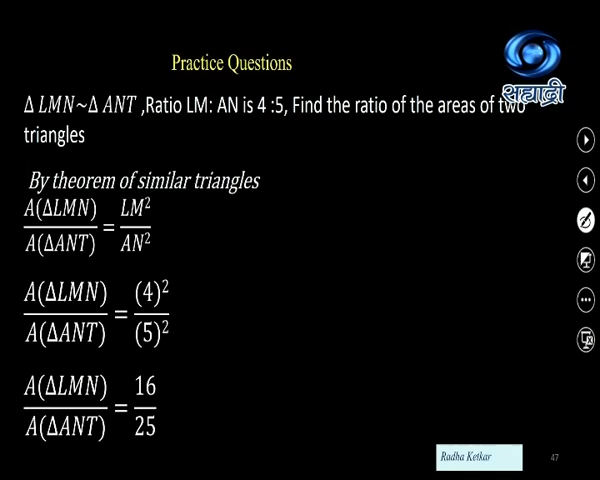 Practice Questions
सह्याद्री
Δ LMN~Δ ANT ,Ratio LM: AN is 4 :5, Find the ratio of the areas of two
triangles
By theorem of similar triangles
A(ΔLMN)/A(ΔANT) = LM²/AN²
A(ΔLMN)/A(ΔANT) = (4)²/(5)²
A(ΔLMN)/A(ΔANT) = 16/25
Radha Ketkar
47